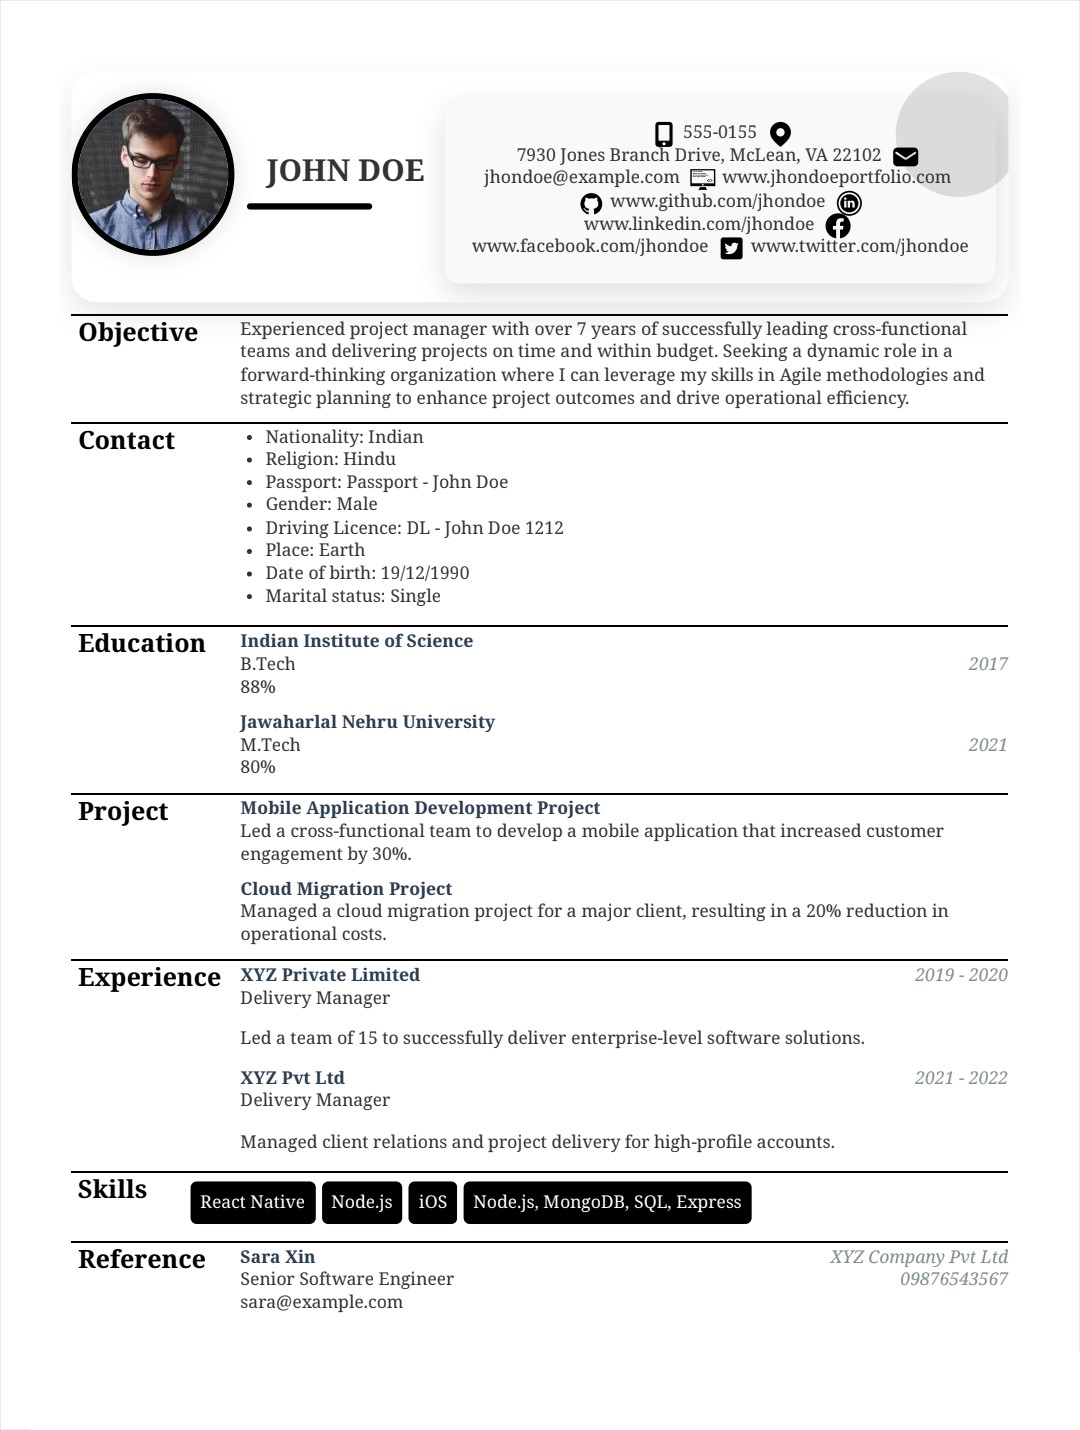 JOHN DOE
555-0155
7930 Jones Branch Drive, McLean, VA 22102
jhondoe@example.com www.jhondoeportfolio.com
www.github.com/jhondoe
www.linkedin.com/jhondoe
www.facebook.com/jhondoe www.twitter.com/jhondoe
Objective
Experienced project manager with over 7 years of successfully leading cross-functional
teams and delivering projects on time and within budget. Seeking a dynamic role in a
forward-thinking organization where I can leverage my skills in Agile methodologies and
strategic planning to enhance project outcomes and drive operational efficiency.
Contact
• Nationality: Indian
• Religion: Hindu
• Passport: Passport - John Doe
• Gender: Male
• Driving Licence: DL - John Doe 1212
• Place: Earth
• Date of birth: 19/12/1990
• Marital status: Single
Education
Indian Institute of Science
B.Tech 2017
88%
Jawaharlal Nehru University
M.Tech 2021
80%
Project
Mobile Application Development Project
Led a cross-functional team to develop a mobile application that increased customer
engagement by 30%.
Cloud Migration Project
Managed a cloud migration project for a major client, resulting in a 20% reduction in
operational costs.
Experience
XYZ Private Limited 2019 - 2020
Delivery Manager
Led a team of 15 to successfully deliver enterprise-level software solutions.
XYZ Pvt Ltd 2021 - 2022
Delivery Manager
Managed client relations and project delivery for high-profile accounts.
Skills
React Native Node.js iOS Node.js, MongoDB, SQL, Express
Reference
Sara Xin XYZ Company Pvt Ltd
Senior Software Engineer 09876543567
sara@example.com